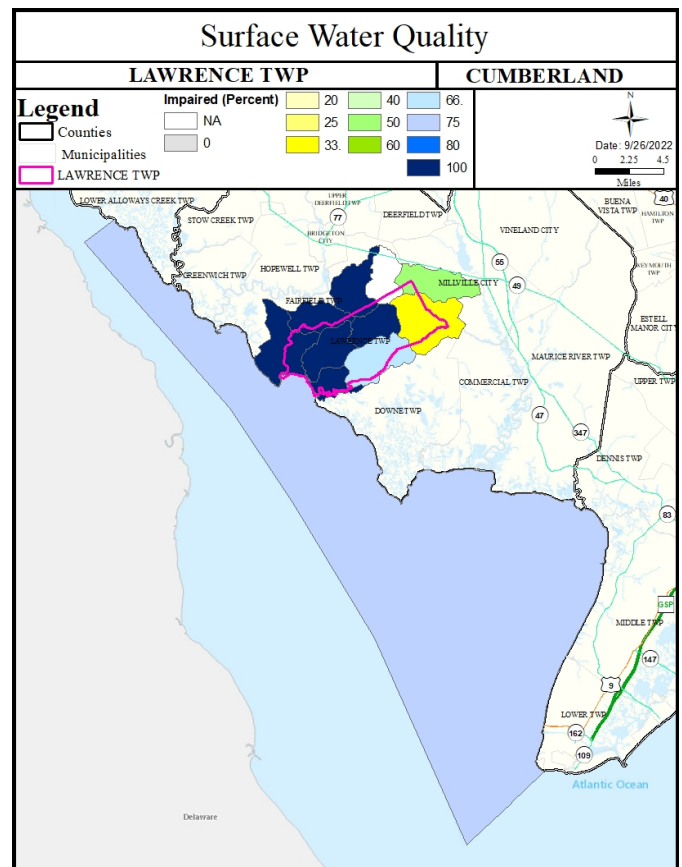 Surface Water Quality
LAWRENCE TWP
CUMBERLAND
Legend
Counties
Municipalities
LAWRENCE TWP
Impaired (Percent)
NA
0
20
25
33.
40
50
60
66.
75
80
100
N
Date: 9/26/2022
0 2.25 4.5
Miles
LOWER ALLOWAYS CREEK TWP
STOW CREEK TWP
UPPER
DEERFIELD TWP
77
BRIDGETON
CITY
DEERFIELD TWP
VINELAND CITY
BUENA
VISTA TWP
40
HAMILTON
TWP
GREENWICH TWP
HOPEWELL TWP
55
49
WEYMOUTH
TWP
MILLVILLE CITY
FAIRFIELD TWP
ESTELL
MANOR CITY
LAWRENCE TWP
MAURICE RIVER TWP
UPPER TWP
COMMERCIAL TWP
DOWNE TWP
47
347
DENNIS TWP
83
GSP
MIDDLE TWP
147
9
LOWER TWP
162
109
Atlantic Ocean
Delaware